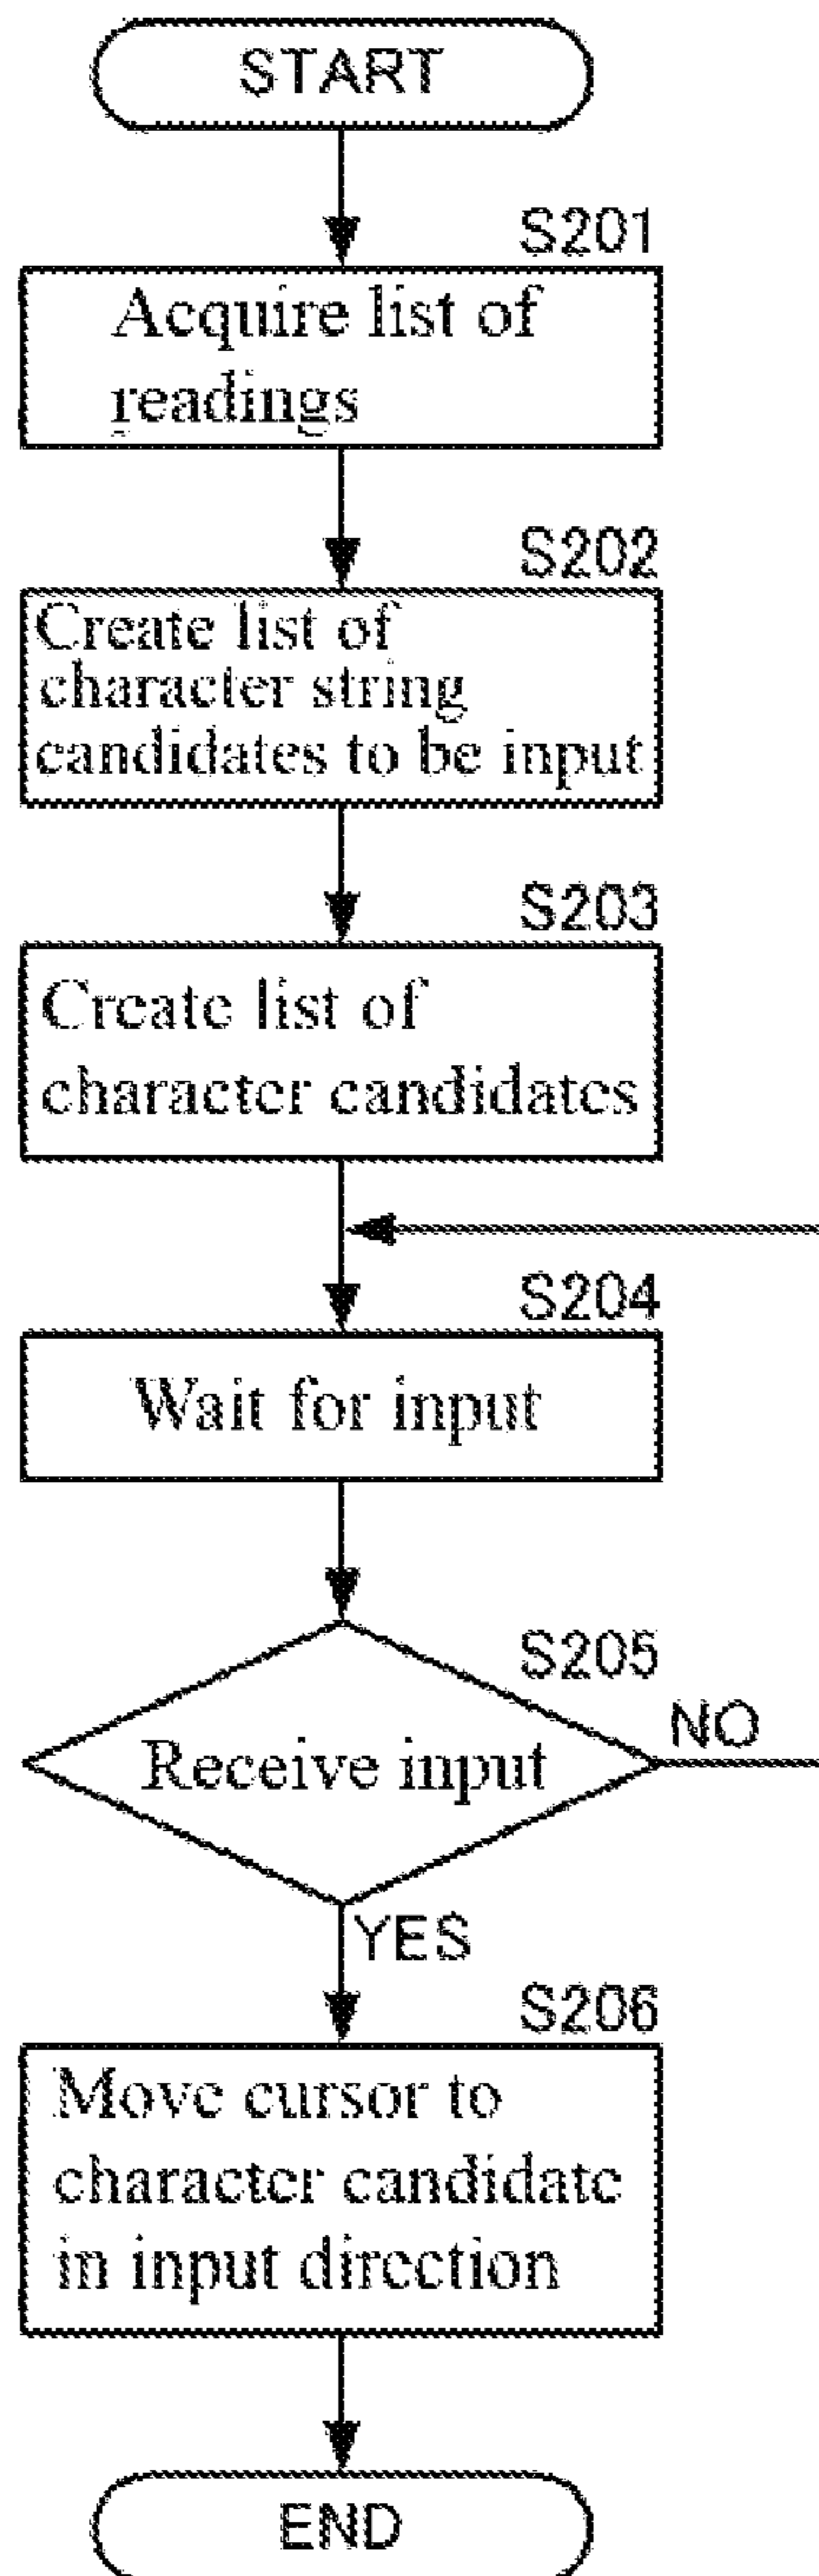 START
S201
Acquire list of
readings
S202
Create list of
character string
candidates to be input
S203
Create list of
character candidates
S204
Wait for input
S205
Receive input
NO
YES
S206
Move cursor to
character candidate
in input direction
END